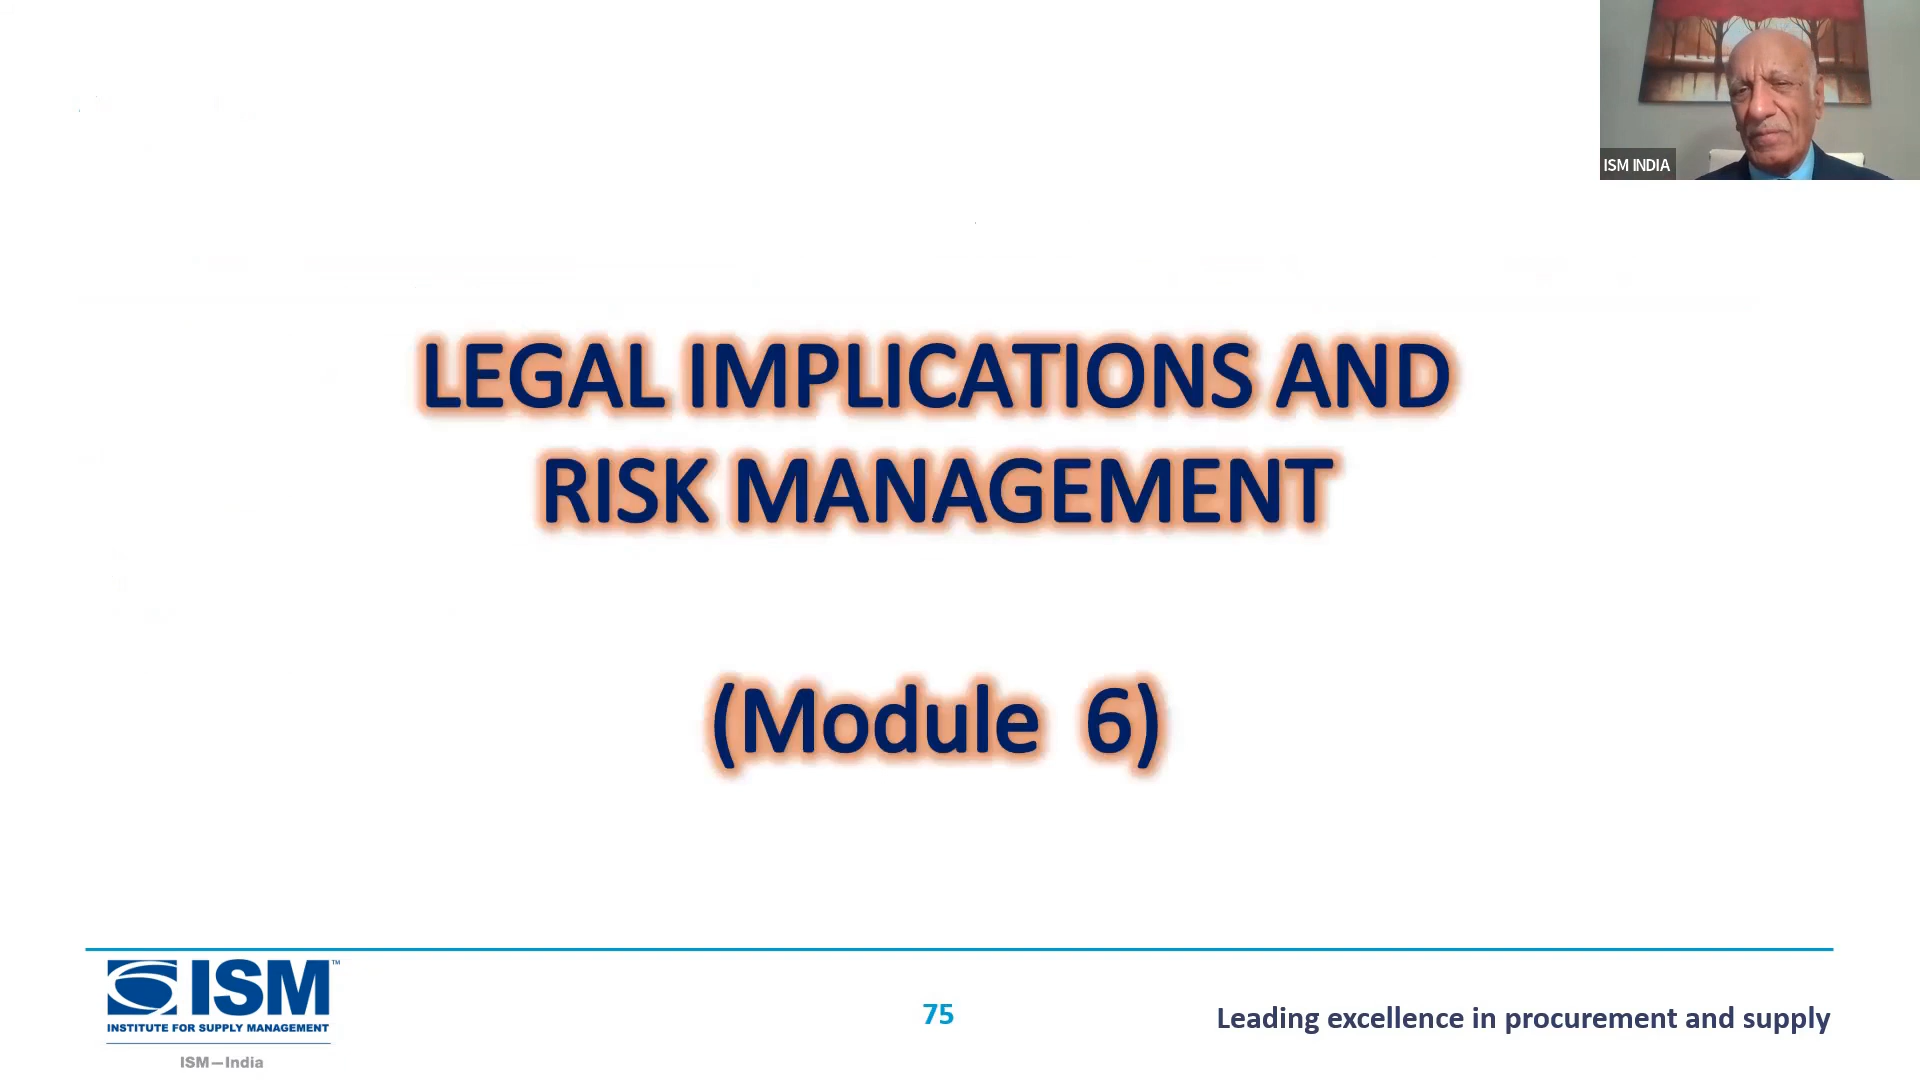 ISM INDIA
LEGAL IMPLICATIONS AND
RISK MANAGEMENT
(Module 6)
ISM™
INSTITUTE FOR SUPPLY MANAGEMENT
ISM—India
75
Leading excellence in procurement and supply